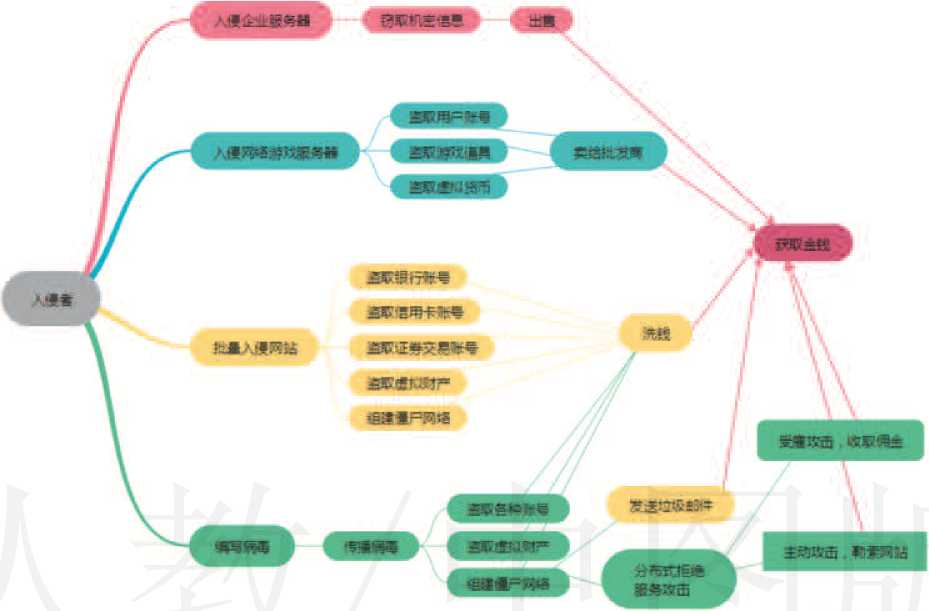 入侵企业服务器
窃取机密信息
出售
入侵网络游戏服务器
盗取用户账号
盗取游戏道具
盗取虚拟货币
卖给批发商
获取金钱
入侵者
批量入侵网站
盗取银行账号
盗取信用卡账号
盗取证券交易账号
盗取虚拟财产
组建僵尸网络
洗钱
编写病毒
传播病毒
盗取各种账号
盗取虚拟财产
组建僵尸网络
发送垃圾邮件
分布式拒绝
服务攻击
受雇攻击，收取佣金
主动攻击，勒索网站
人教/中图版